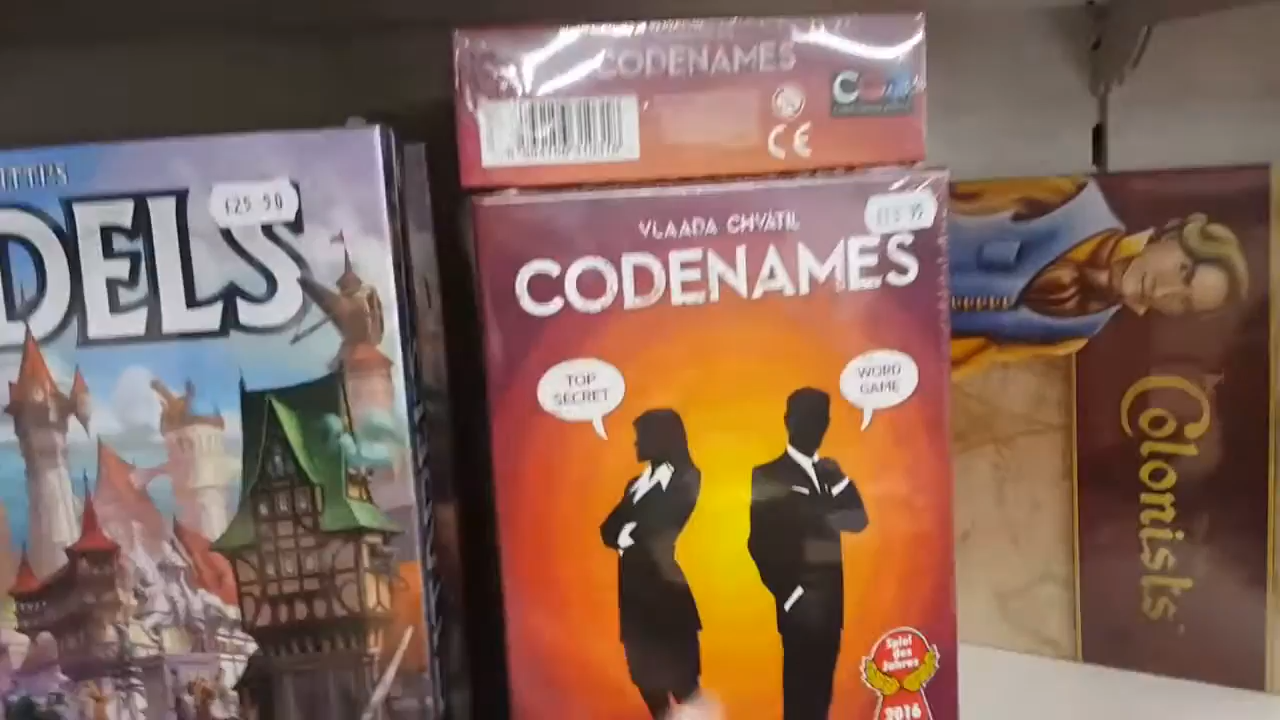 CODENAMES
CE
DELS
£25.50
VLAADA CHVÁTIL
CODENAMES
TOP
SECRET
WORD
GAME
Spiel
des
Jahres
2016
Colonists